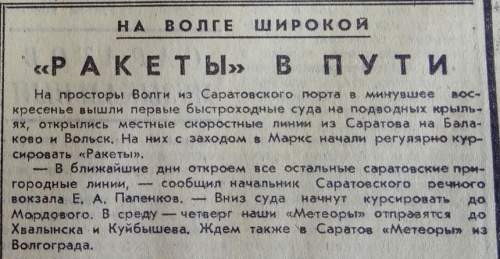 НА ВОЛГЕ ШИРОКОЙ
«РАКЕТЫ» В ПУТИ
На просторы Волги из Саратовского порта в минувшее вос-
кресенье вышли первые быстроходные суда на подводных крыль-
ях, открылись местные скоростные линии из Саратова на Бала-
ково и Вольск. На них с заходом в Маркс начали регулярно кур-
сировать «Ракеты».
— В ближайшие дни откроем все остальные саратовские при-
городные линии, — сообщил начальник Саратовского речного
вокзала Е. А. Папенков. — Вниз суда начнут курсировать до
Мордового. В среду — четверг наши «Метеоры» отправятся до
Хвалынска и Куйбышева. Ждем также в Саратов «Метеоры» из
Волгограда.